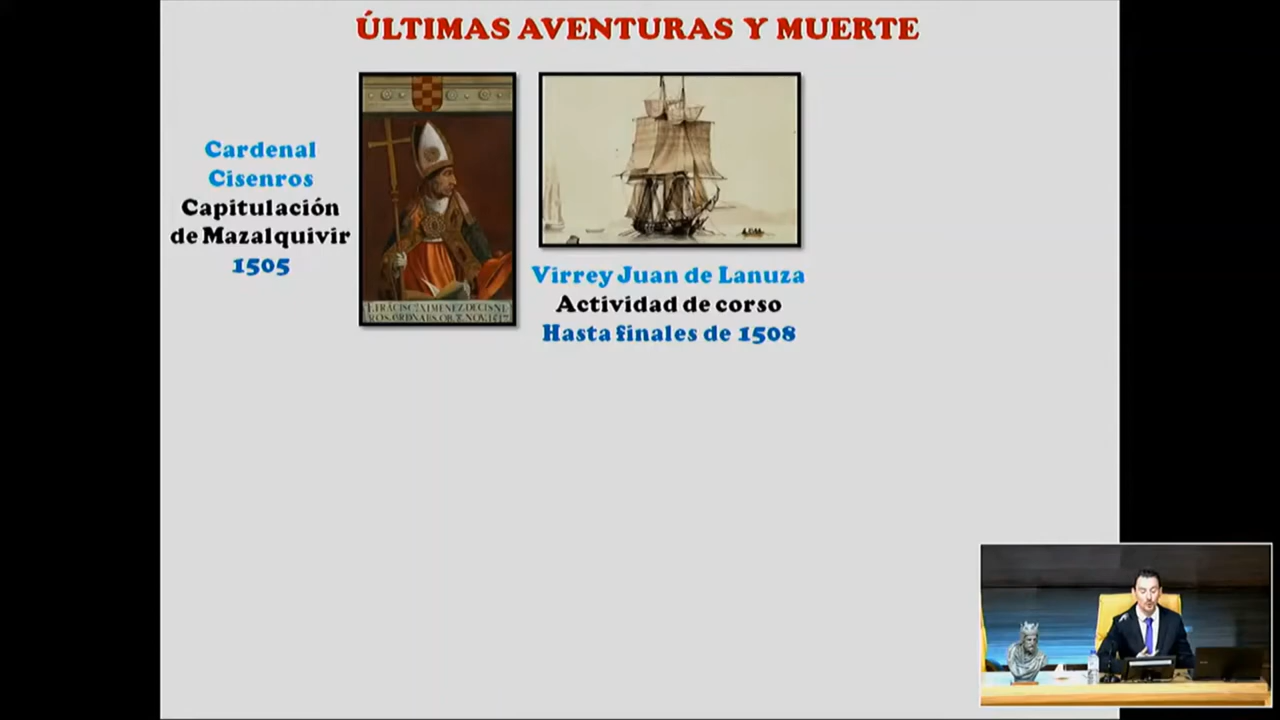 ÚLTIMAS AVENTURAS Y MUERTE
Cardenal
Cisenros
Capitulación
de Mazalquivir
1505
Virrey Juan de Lanuza
Actividad de corso
Hasta finales de 1508